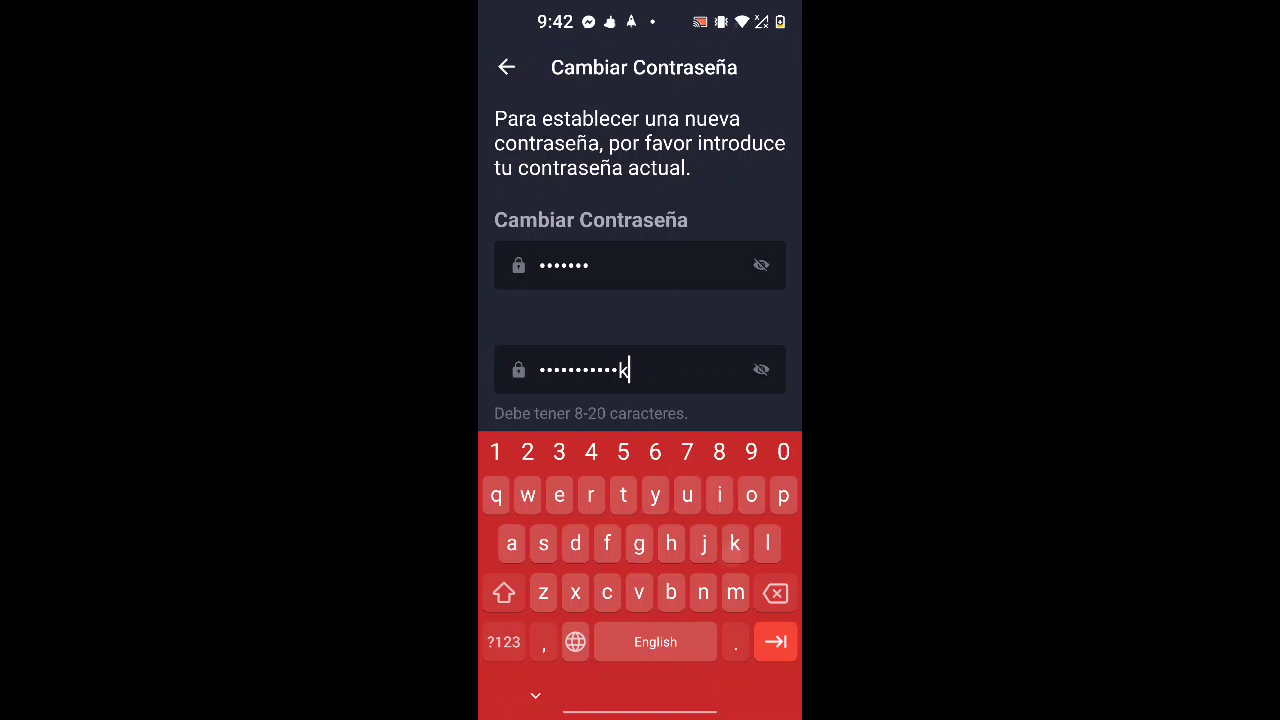 9:42
Cambiar Contraseña
Para establecer una nueva
contraseña, por favor introduce
tu contraseña actual.
Cambiar Contraseña
•••••••
•••••••••••k
Debe tener 8-20 caracteres.
1 2 3 4 5 6 7 8 9 0
q w e r t y u i o p
a s d f g h j k l
z x c v b n m
?123 , English .